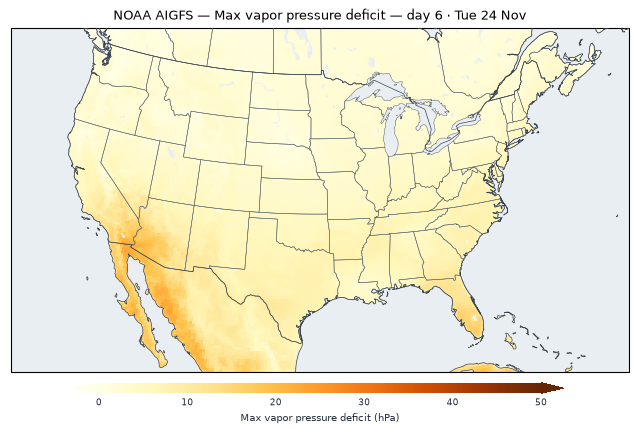 NOAA AIGFS — Max vapor pressure deficit — day 6 · Tue 24 Nov
0 10 20 30 40 50
Max vapor pressure deficit (hPa)